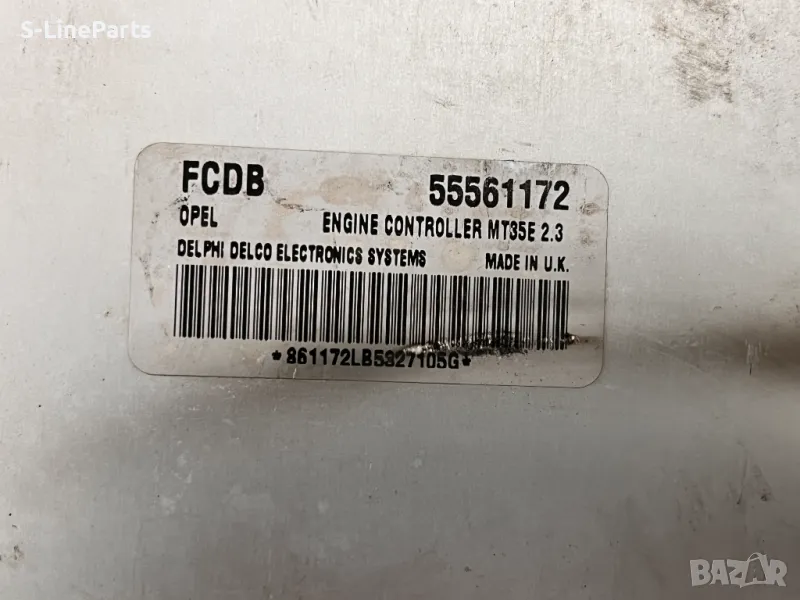 S-LineParts
FCDB 55561172
OPEL ENGINE CONTROLLER MT35E 2.3
DELPHI DELCO ELECTRONICS SYSTEMS MADE IN U.K.
*861172LB5327105G*
BAZAR